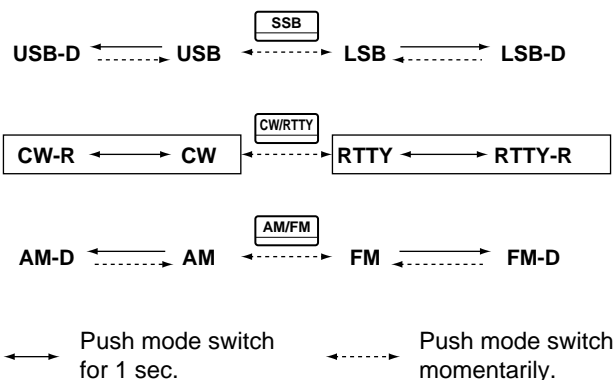 SSB
USB-D USB LSB LSB-D
CW/RTTY
CW-R CW RTTY RTTY-R
AM/FM
AM-D AM FM FM-D
Push mode switch for 1 sec.
Push mode switch momentarily.